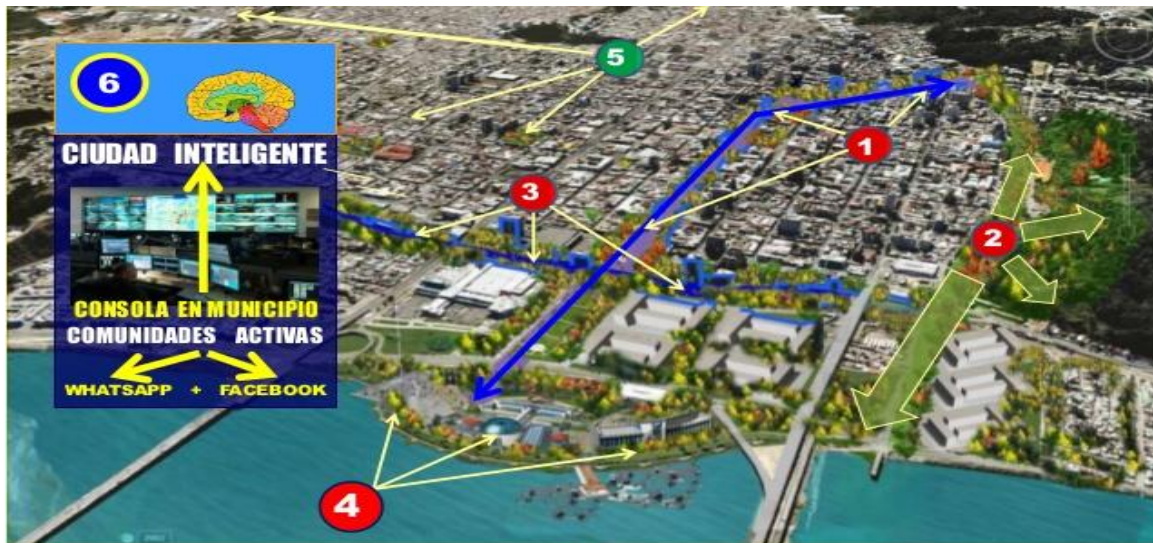 6
CIUDAD INTELIGENTE
CONSOLA EN MUNICIPIO
COMUNIDADES ACTIVAS
WHATSAPP + FACEBOOK
5
1
3
2
4